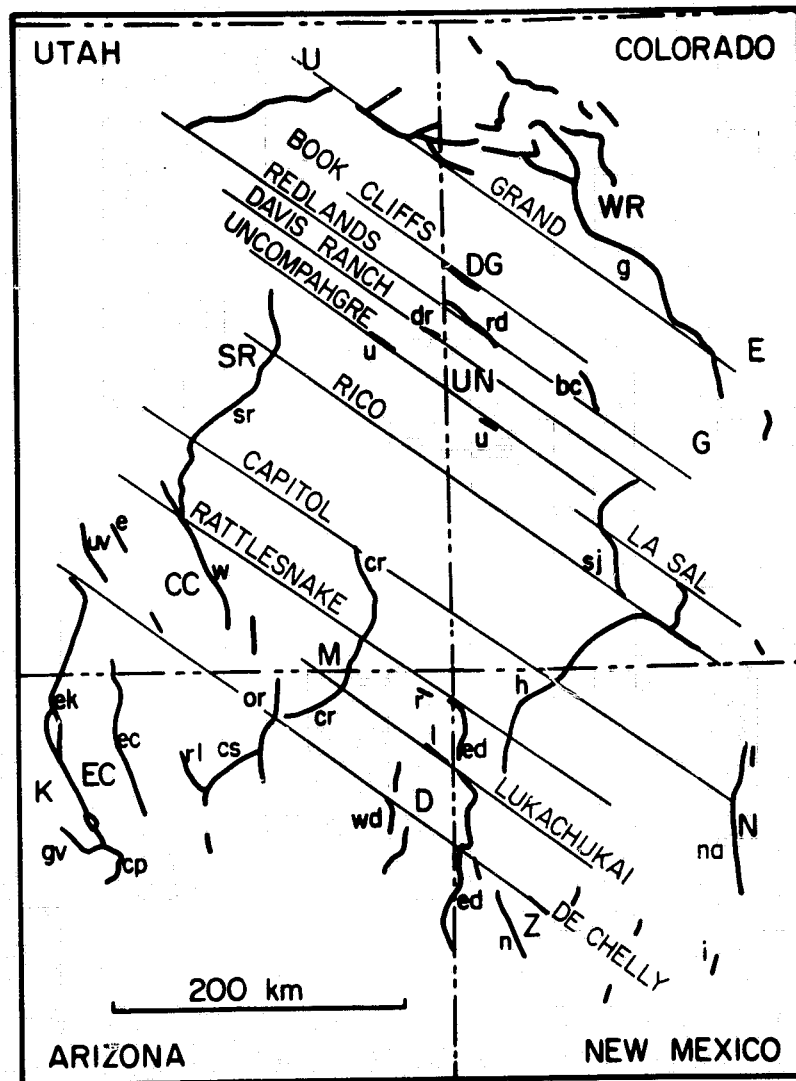 UTAH
COLORADO
U
BOOK CLIFFS
GRAND
REDLANDS
WR
DAVIS RANCH
UNCOMPAHGRE
DG
g
dr
rd
u
E
SR
UN
bc
RICO
sr
u
G
CAPITOL
RATTLESNAKE
uv
e
cr
sj
LA SAL
CC
w
M
h
ek
or
r
cr
ec
ed
l
rl
cs
K
EC
D
LUKACHUKAI
wd
N
na
gv
cp
ed
n
Z
DE CHELLY
i
200 km
ARIZONA
NEW MEXICO